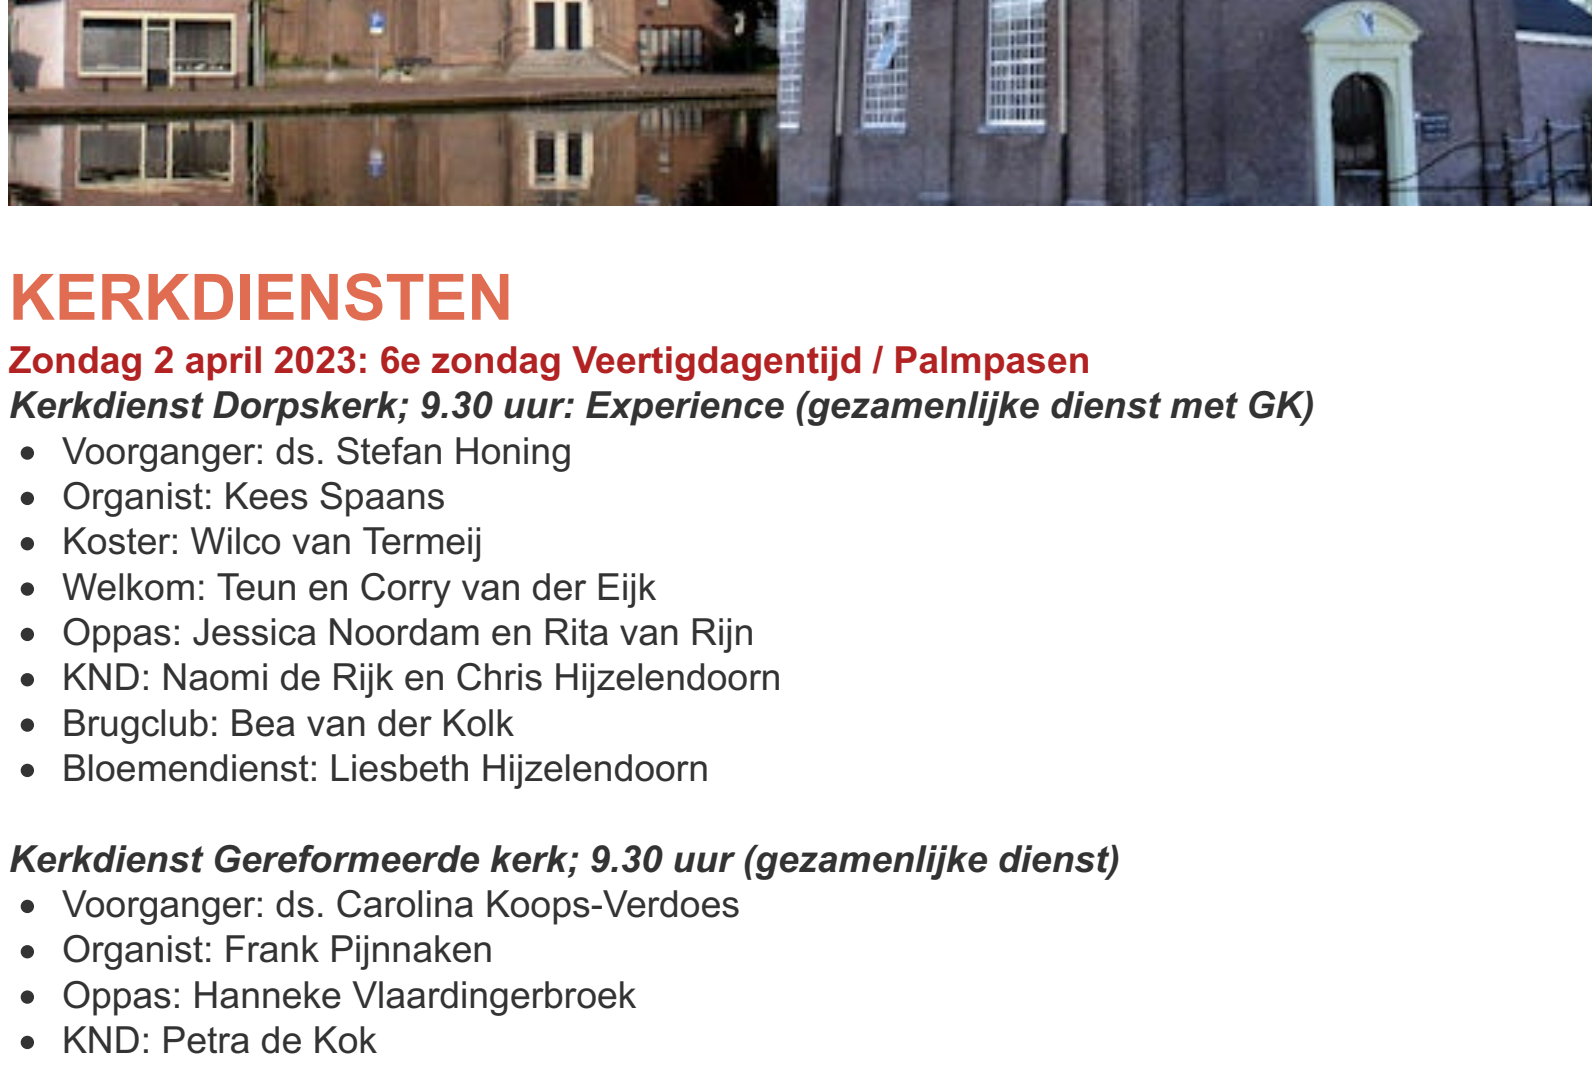 KERKDIENSTEN
Zondag 2 april 2023: 6e zondag Veertigdagentijd / Palmpasen
Kerkdienst Dorpskerk; 9.30 uur: Experience (gezamenlijke dienst met GK)
• Voorganger: ds. Stefan Honing
• Organist: Kees Spaans
• Koster: Wilco van Termeij
• Welkom: Teun en Corry van der Eijk
• Oppas: Jessica Noordam en Rita van Rijn
• KND: Naomi de Rijk en Chris Hijzelendoorn
• Brugclub: Bea van der Kolk
• Bloemendienst: Liesbeth Hijzelendoorn
Kerkdienst Gereformeerde kerk; 9.30 uur (gezamenlijke dienst)
• Voorganger: ds. Carolina Koops-Verdoes
• Organist: Frank Pijnnaken
• Oppas: Hanneke Vlaardingerbroek
• KND: Petra de Kok